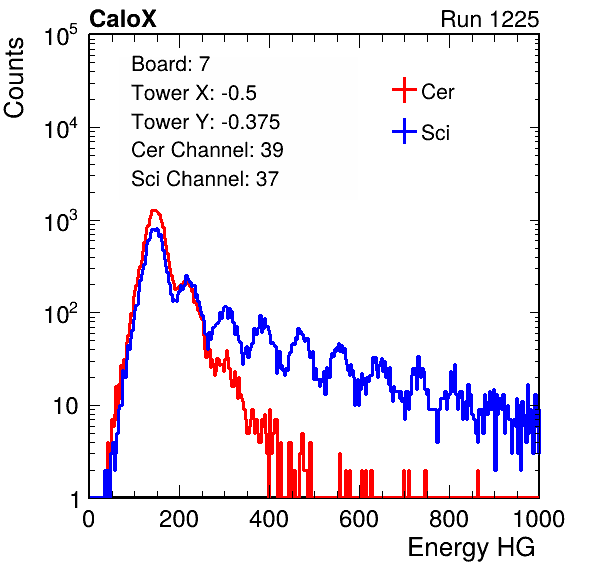 CaloX Run 1225
Counts
10^5
10^4
10^3
10^2
10
1
Board: 7
Tower X: -0.5
Tower Y: -0.375
Cer Channel: 39
Sci Channel: 37
Cer
Sci
0 200 400 600 800 1000
Energy HG